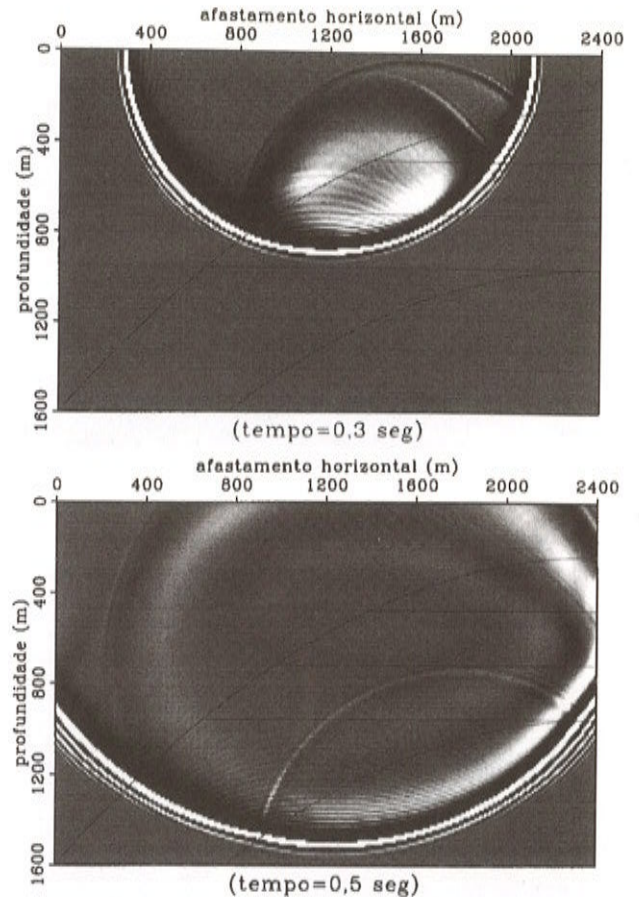 afastamento horizontal (m)
0 400 800 1200 1600 2000 2400
profundidade (m)
0 400 800 1200 1600
(tempo=0,3 seg)
afastamento horizontal (m)
0 400 800 1200 1600 2000 2400
profundidade (m)
0 400 800 1200 1600
(tempo=0,5 seg)